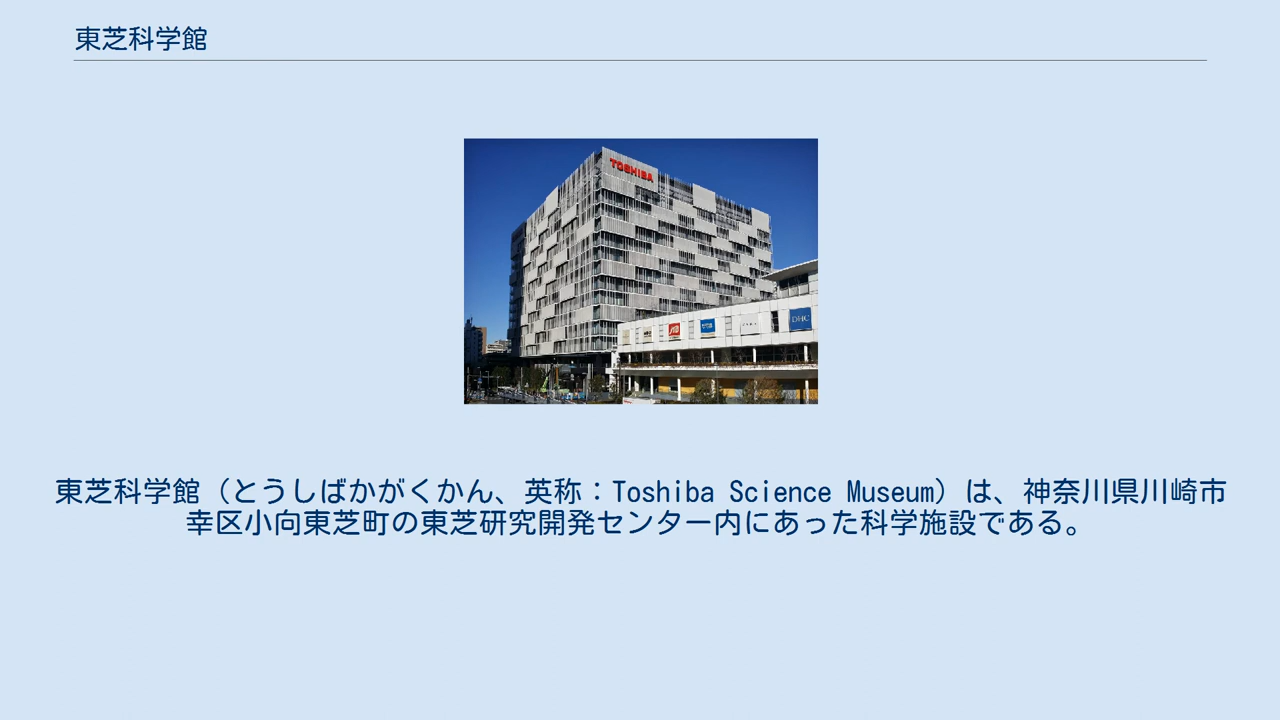 東芝科学館
TOSHIBA
DHC
東芝科学館（とうしばかがくかん、英称：Toshiba Science Museum）は、神奈川県川崎市
幸区小向東芝町の東芝研究開発センター内にあった科学施設である。